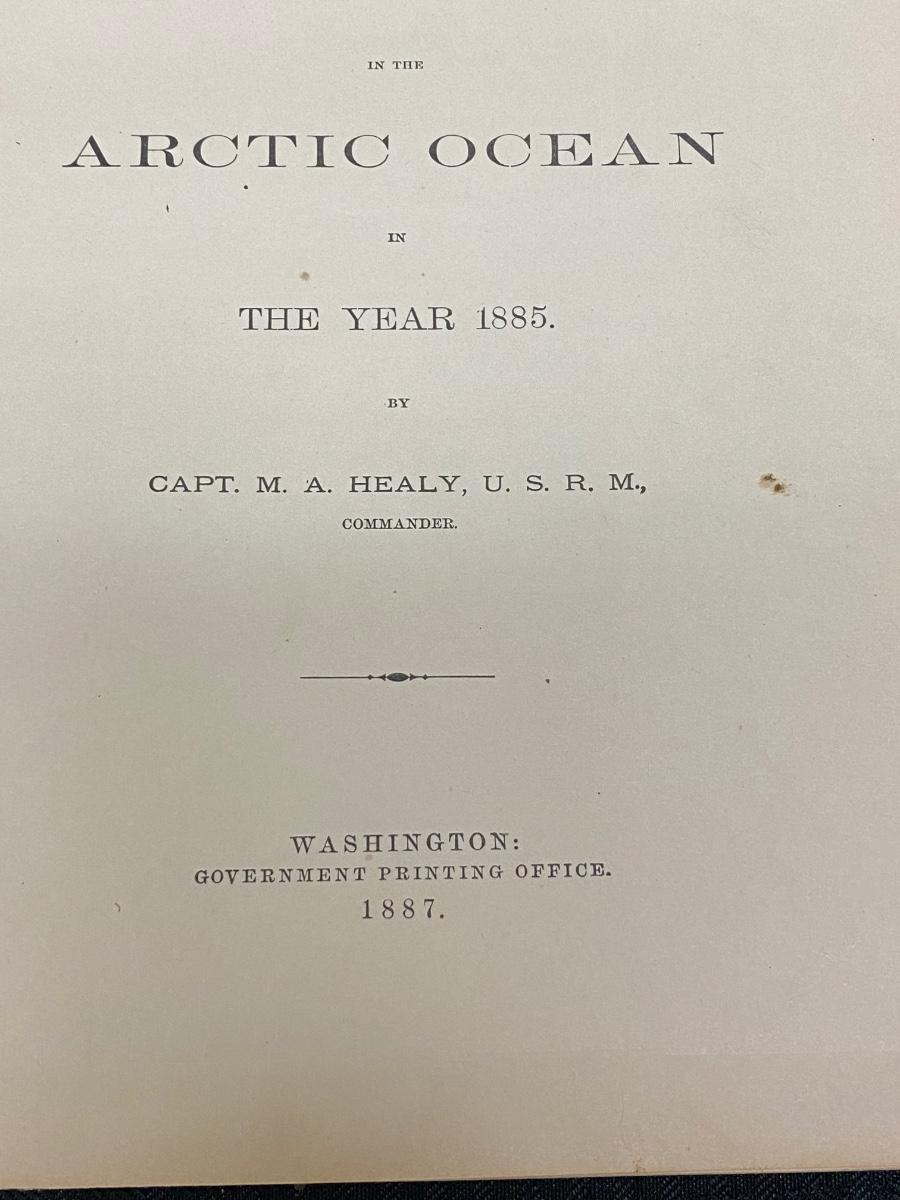 IN THE
ARCTIC OCEAN
IN
THE YEAR 1885.
BY
CAPT. M. A. HEALY, U. S. R. M.,
COMMANDER.
WASHINGTON:
GOVERNMENT PRINTING OFFICE.
1887.